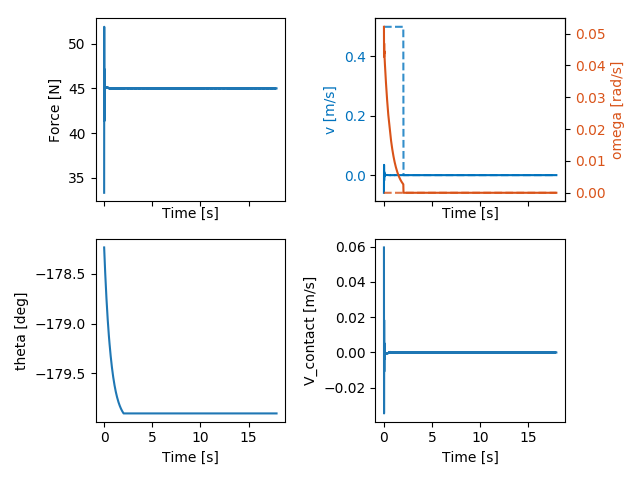 Force [N]
50
45
40
35
Time [s]
v [m/s]
0.4
0.2
0.0
0.05
0.04
0.03
0.02
0.01
0.00
omega [rad/s]
Time [s]
theta [deg]
−178.5
−179.0
−179.5
0 5 10 15
Time [s]
V_contact [m/s]
0.06
0.04
0.02
0.00
−0.02
0 5 10 15
Time [s]